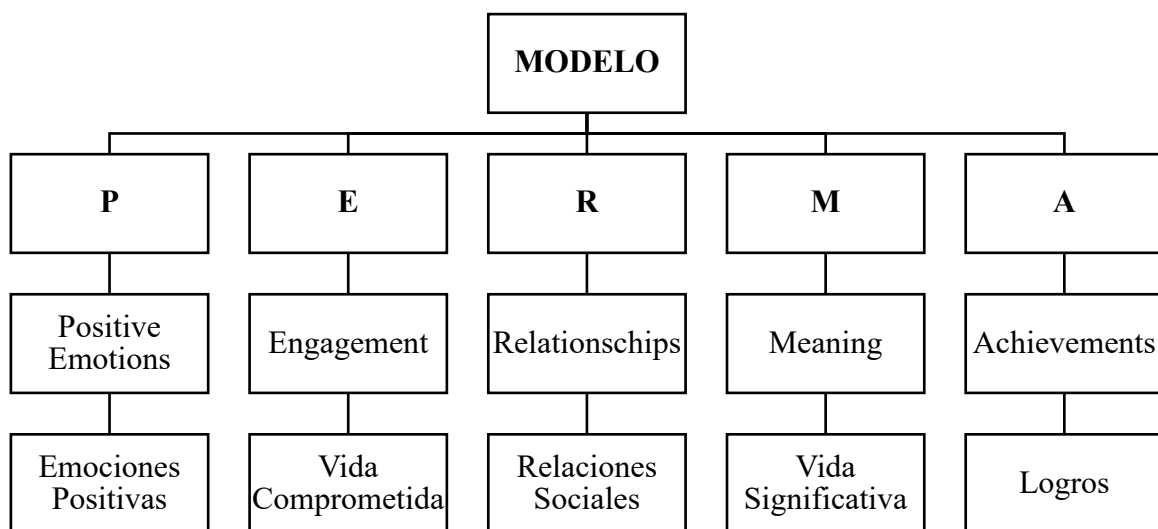 MODELO
P
E
R
M
A
Positive
Emotions
Engagement
Relationschips
Meaning
Achievements
Emociones
Positivas
Vida
Comprometida
Relaciones
Sociales
Vida
Significativa
Logros